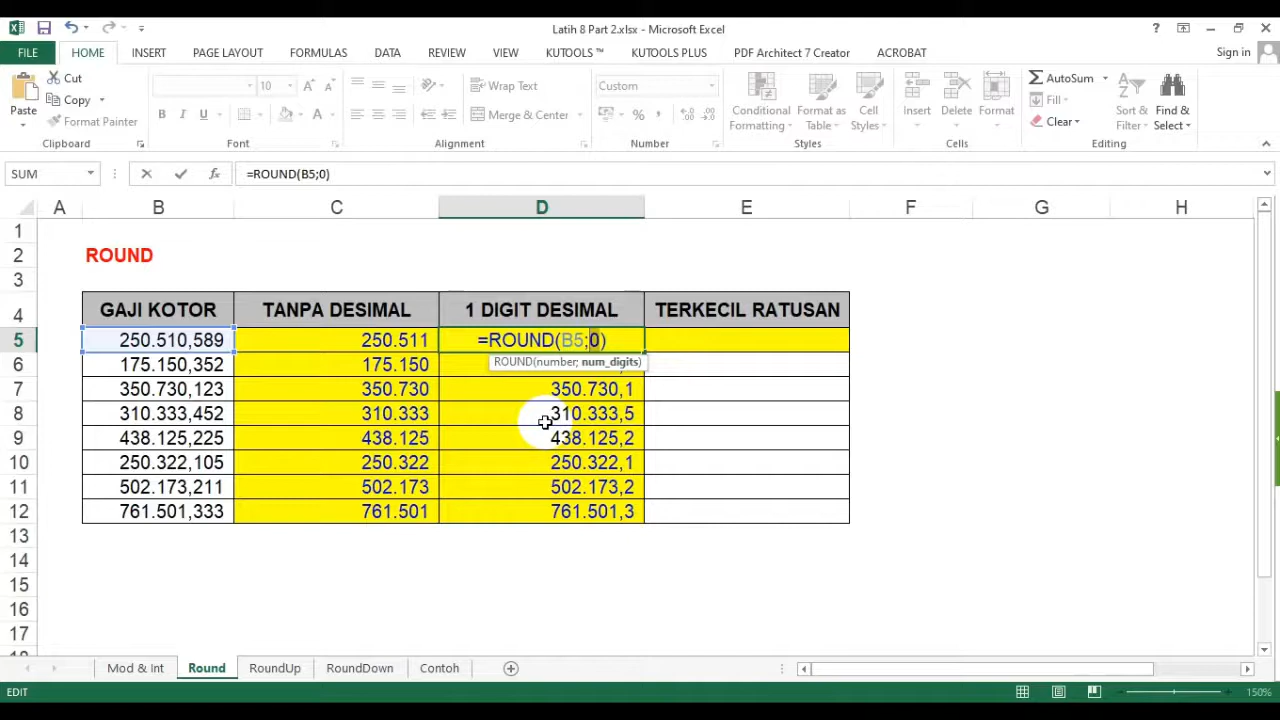 Latih 8 Part 2.xlsx - Microsoft Excel
FILE HOME INSERT PAGE LAYOUT FORMULAS DATA REVIEW VIEW KUTOOLS ™ KUTOOLS PLUS PDF Architect 7 Creator ACROBAT Sign in
Paste
Cut
Copy
Format Painter
Clipboard
10
B I U
Font
Wrap Text
Merge & Center
Alignment
Custom
%
Number
Conditional Formatting
Format as Table
Cell Styles
Styles
Insert
Delete
Format
Cells
AutoSum
Fill
Clear
Sort & Filter
Find & Select
Editing
SUM =ROUND(B5;0)
A B C D E F G H
1
2 ROUND
3
4 GAJI KOTOR TANPA DESIMAL 1 DIGIT DESIMAL TERKECIL RATUSAN
5 250.510,589 250.511 =ROUND(B5;0)
ROUND(number; num_digits)
6 175.150,352 175.150
7 350.730,123 350.730 350.730,1
8 310.333,452 310.333 310.333,5
9 438.125,225 438.125 438.125,2
10 250.322,105 250.322 250.322,1
11 502.173,211 502.173 502.173,2
12 761.501,333 761.501 761.501,3
13
14
15
16
17
Mod & Int Round RoundUp RoundDown Contoh
EDIT 150%